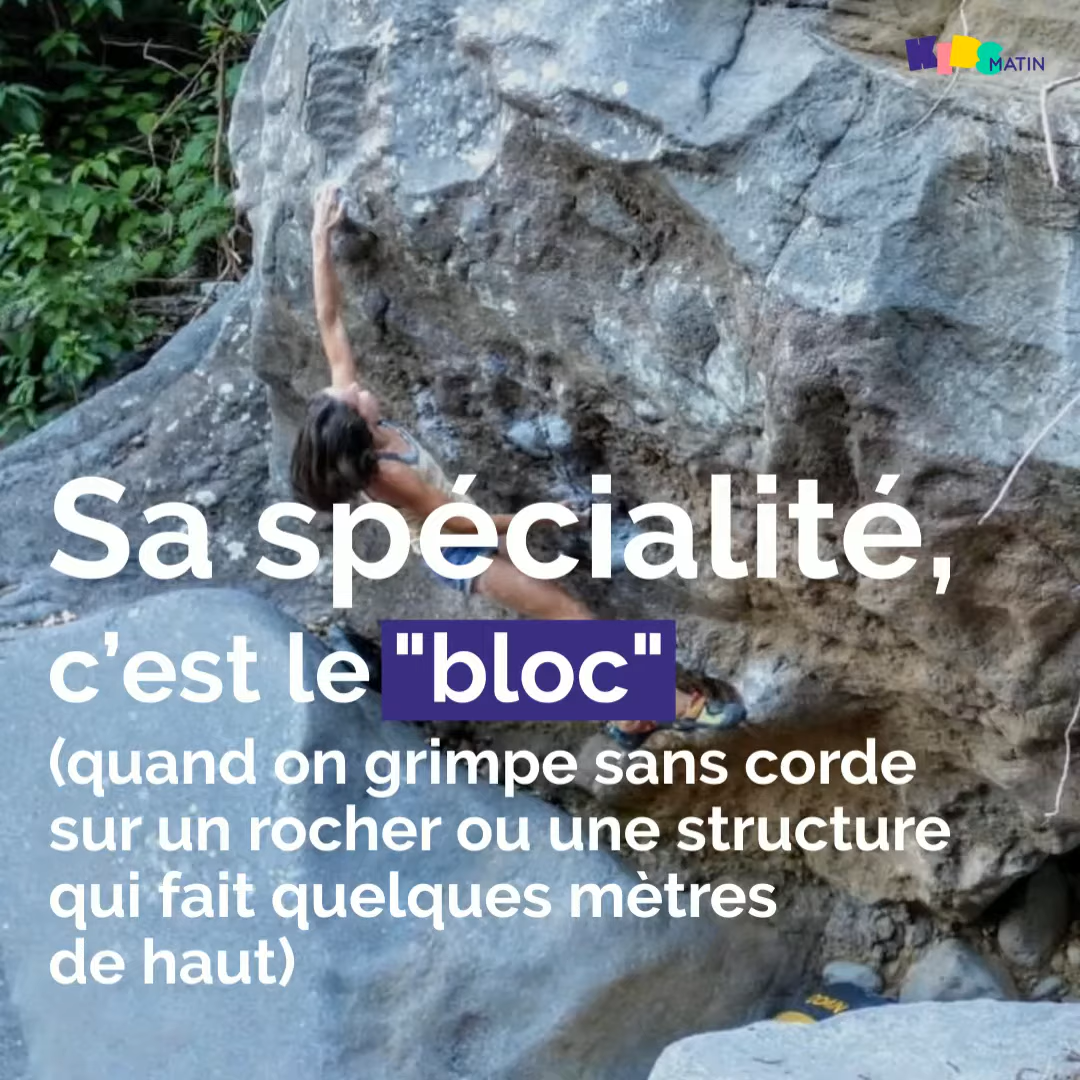 KIDS MATIN
Sa spécialité,
c’est le "bloc"
(quand on grimpe sans corde
sur un rocher ou une structure
qui fait quelques mètres
de haut)